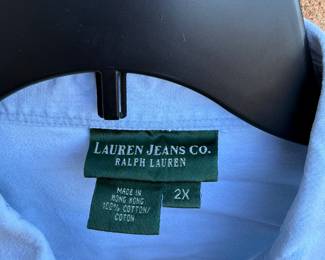 LAUREN JEANS CO.
RALPH LAUREN
MADE IN
HONG KONG
100% COTTON/
COTON
2X